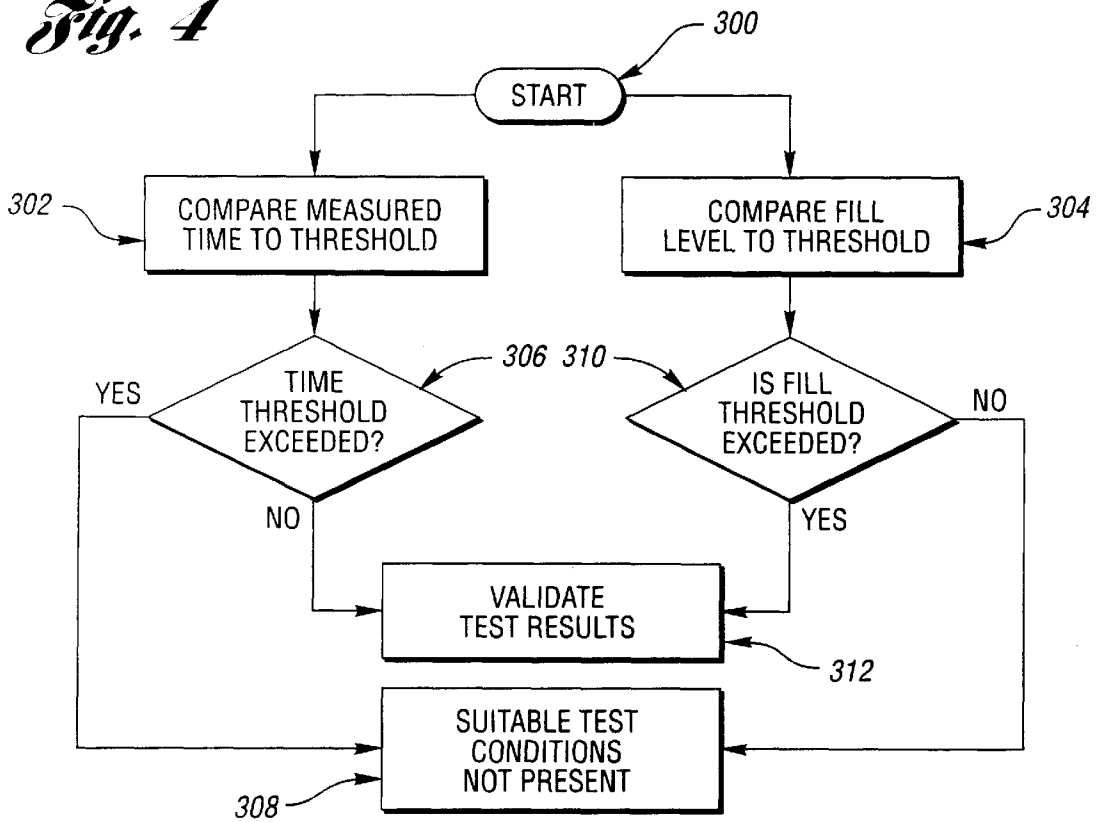 Fig. 4
300
START
302
COMPARE MEASURED
TIME TO THRESHOLD
COMPARE FILL
LEVEL TO THRESHOLD
304
YES
TIME
THRESHOLD
EXCEEDED?
306
310
IS FILL
THRESHOLD
EXCEEDED?
NO
NO
YES
VALIDATE
TEST RESULTS
312
SUITABLE TEST
CONDITIONS
NOT PRESENT
308